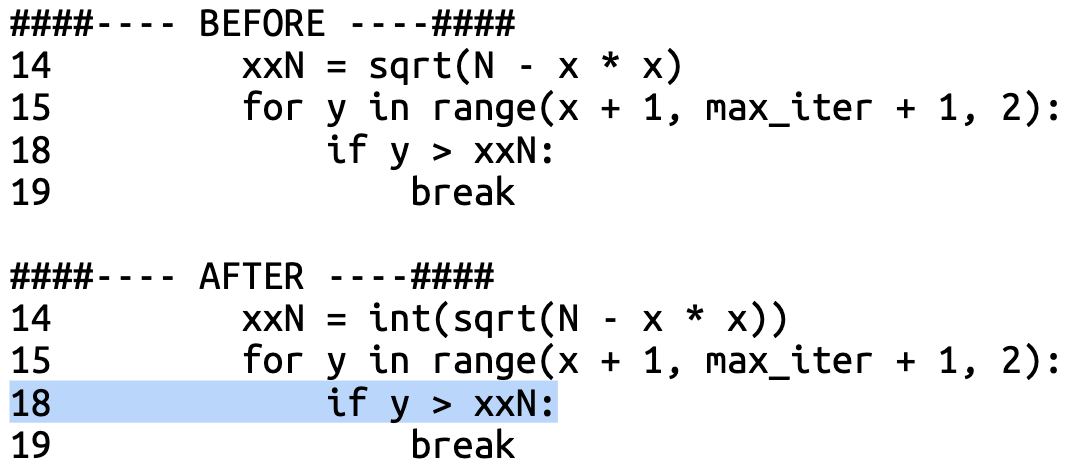 ####---- BEFORE ----####
14         xxN = sqrt(N - x * x)
15         for y in range(x + 1, max_iter + 1, 2):
18             if y > xxN:
19                 break

####---- AFTER ----####
14         xxN = int(sqrt(N - x * x))
15         for y in range(x + 1, max_iter + 1, 2):
18             if y > xxN:
19                 break